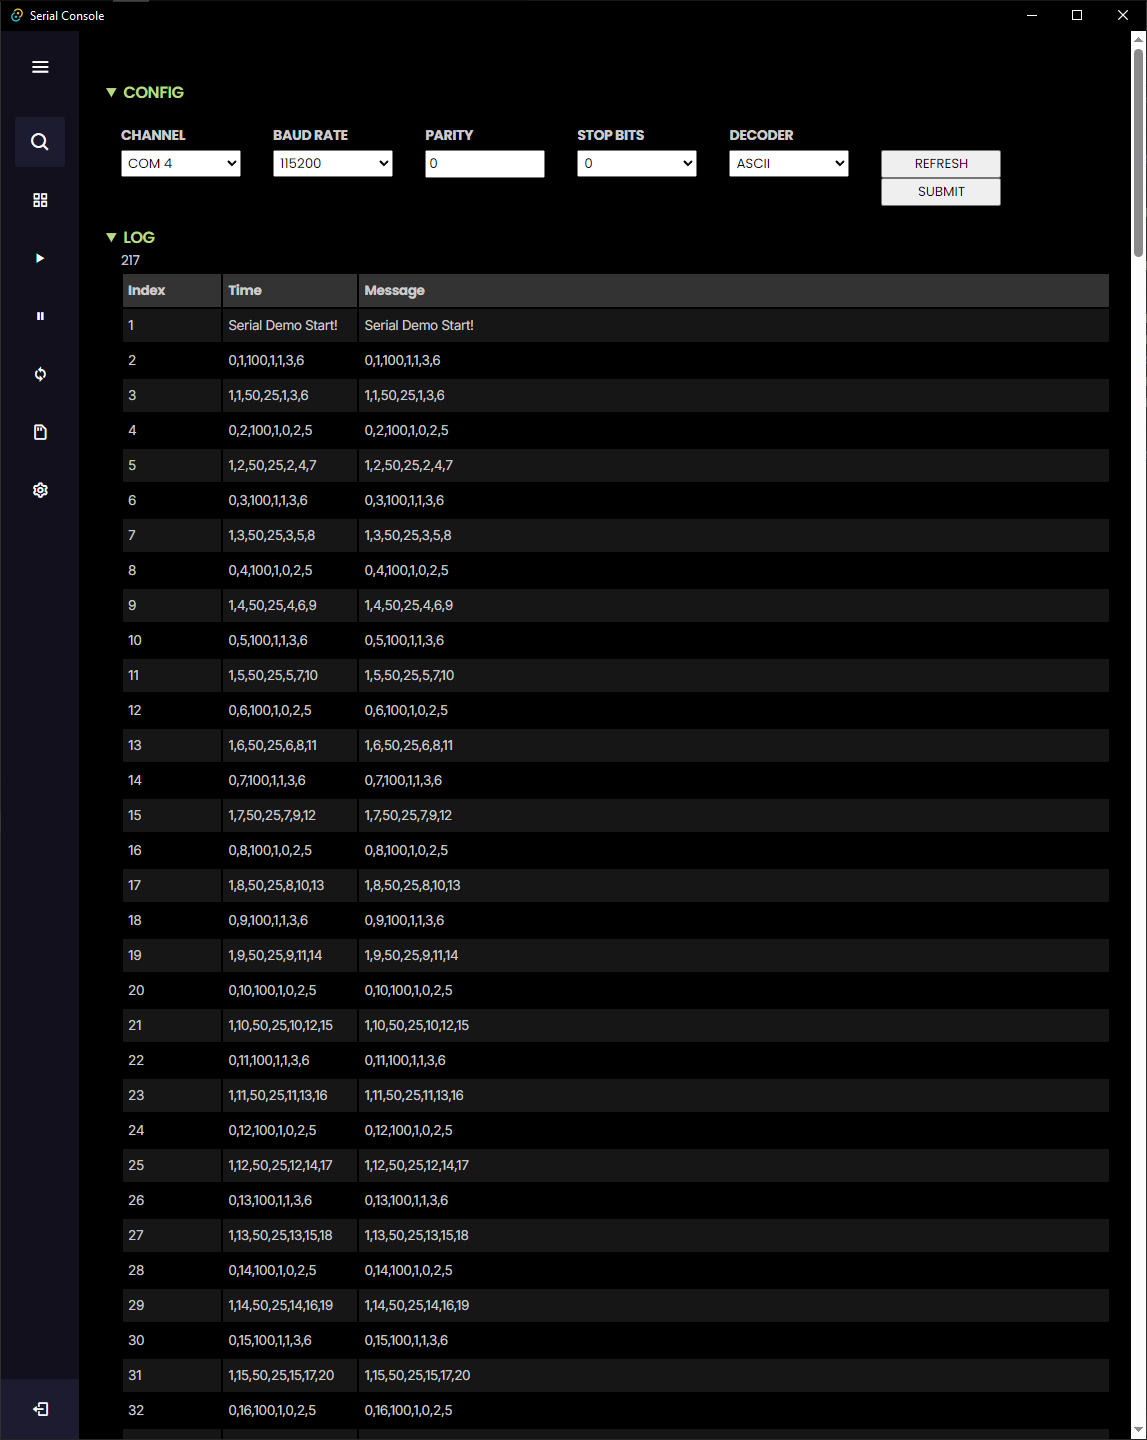 Serial Console
CONFIG
CHANNEL BAUD RATE PARITY STOP BITS DECODER
COM 4 115200 0 0 ASCII REFRESH
SUBMIT
LOG
217
Index Time Message
1 Serial Demo Start! Serial Demo Start!
2 0,1,100,1,1,3,6 0,1,100,1,1,3,6
3 1,1,50,25,1,3,6 1,1,50,25,1,3,6
4 0,2,100,1,0,2,5 0,2,100,1,0,2,5
5 1,2,50,25,2,4,7 1,2,50,25,2,4,7
6 0,3,100,1,1,3,6 0,3,100,1,1,3,6
7 1,3,50,25,3,5,8 1,3,50,25,3,5,8
8 0,4,100,1,0,2,5 0,4,100,1,0,2,5
9 1,4,50,25,4,6,9 1,4,50,25,4,6,9
10 0,5,100,1,1,3,6 0,5,100,1,1,3,6
11 1,5,50,25,5,7,10 1,5,50,25,5,7,10
12 0,6,100,1,0,2,5 0,6,100,1,0,2,5
13 1,6,50,25,6,8,11 1,6,50,25,6,8,11
14 0,7,100,1,1,3,6 0,7,100,1,1,3,6
15 1,7,50,25,7,9,12 1,7,50,25,7,9,12
16 0,8,100,1,0,2,5 0,8,100,1,0,2,5
17 1,8,50,25,8,10,13 1,8,50,25,8,10,13
18 0,9,100,1,1,3,6 0,9,100,1,1,3,6
19 1,9,50,25,9,11,14 1,9,50,25,9,11,14
20 0,10,100,1,0,2,5 0,10,100,1,0,2,5
21 1,10,50,25,10,12,15 1,10,50,25,10,12,15
22 0,11,100,1,1,3,6 0,11,100,1,1,3,6
23 1,11,50,25,11,13,16 1,11,50,25,11,13,16
24 0,12,100,1,0,2,5 0,12,100,1,0,2,5
25 1,12,50,25,12,14,17 1,12,50,25,12,14,17
26 0,13,100,1,1,3,6 0,13,100,1,1,3,6
27 1,13,50,25,13,15,18 1,13,50,25,13,15,18
28 0,14,100,1,0,2,5 0,14,100,1,0,2,5
29 1,14,50,25,14,16,19 1,14,50,25,14,16,19
30 0,15,100,1,1,3,6 0,15,100,1,1,3,6
31 1,15,50,25,15,17,20 1,15,50,25,15,17,20
32 0,16,100,1,0,2,5 0,16,100,1,0,2,5